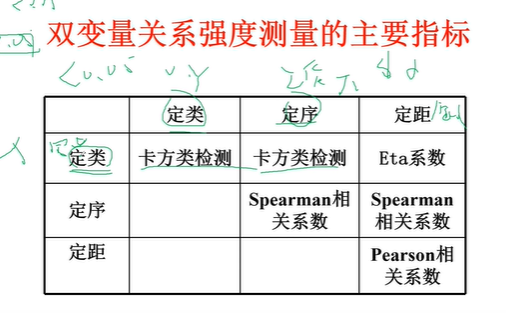 双变量关系强度测量的主要指标
定类 定序 定距
定类 卡方类检测 卡方类检测 Eta系数
定序 Spearman相关系数 Spearman相关系数
定距 Pearson相关系数